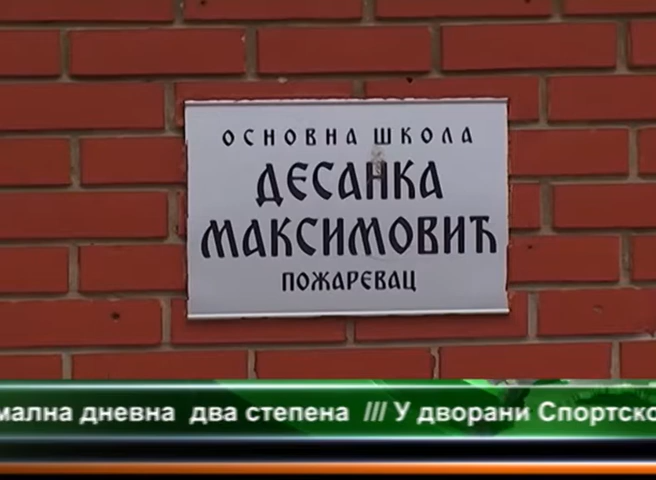 ОСНОВНА ШКОЛА
ДЕСАНКА
МАКСИМОВИЋ
ПОЖАРЕВАЦ
дневна два степена /// У дворани